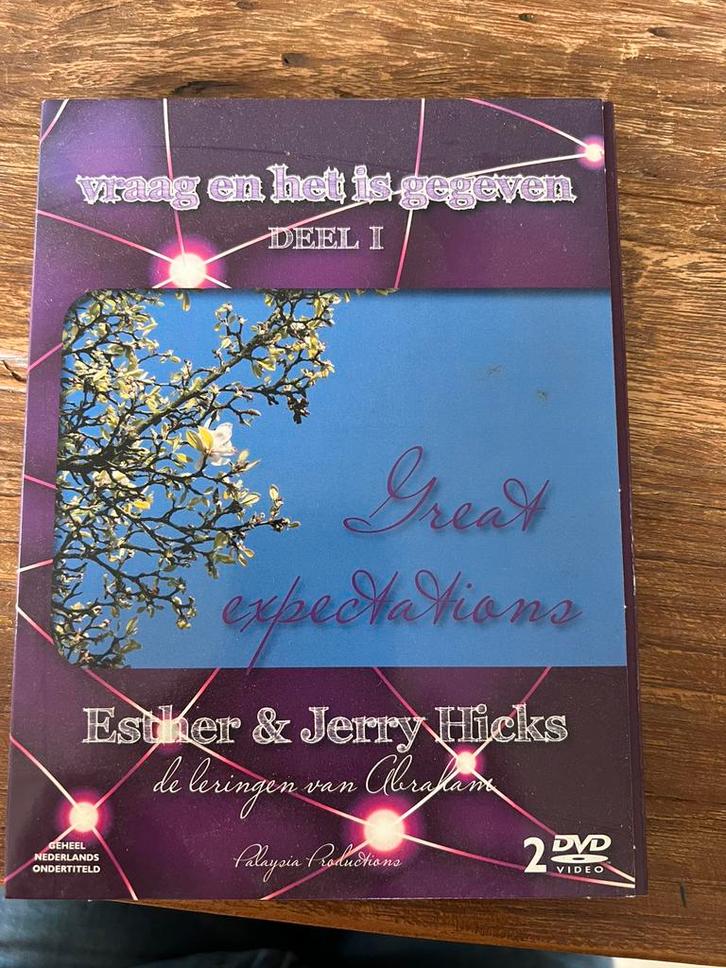 vraag en het is gegeven
DEEL I
Great
expectations
Esther & Jerry Hicks
de leringen van Abraham
GEHEEL
NEDERLANDS
ONDERTITELD
Palaysia Productions
2 DVD
VIDEO